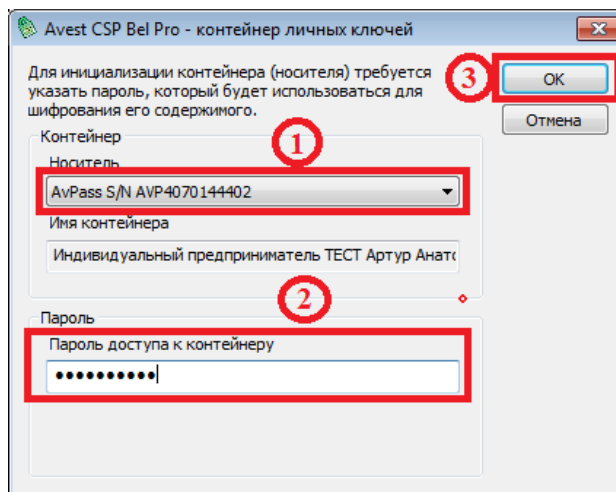 Avest CSP Bel Pro - контейнер личных ключей
Для инициализации контейнера (носителя) требуется
указать пароль, который будет использоваться для
шифрования его содержимого.
3
OK
Отмена
Контейнер
1
Носитель
AvPass S/N AVP4070144402
Имя контейнера
Индивидуальный предприниматель ТЕСТ Артур Анато
2
Пароль
Пароль доступа к контейнеру
••••••••••